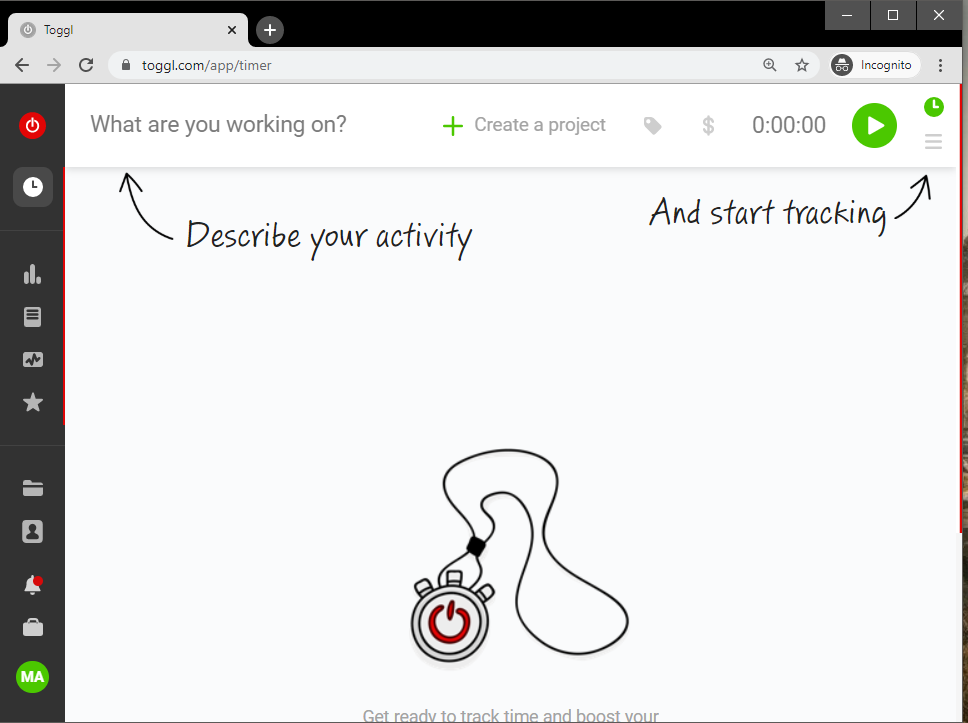 Toggl
toggl.com/app/timer
Incognito
What are you working on?
Create a project
$
0:00:00
Describe your activity
And start tracking
MA
Get ready to track time and boost your